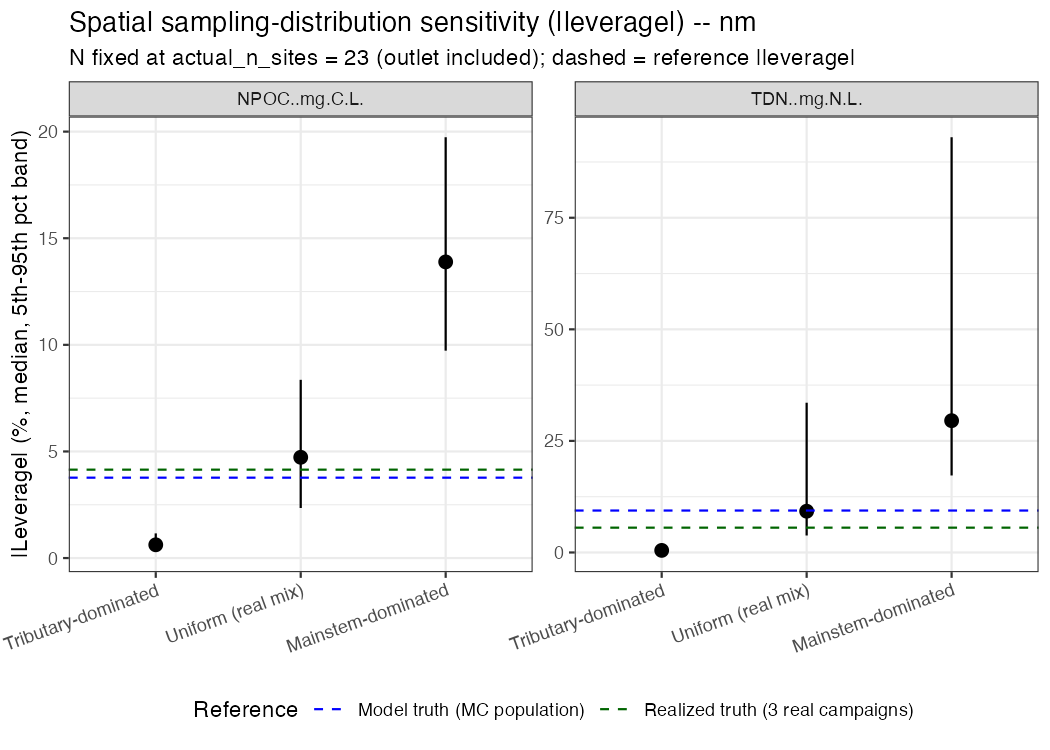 Spatial sampling-distribution sensitivity (|leverage|) -- nm
N fixed at actual_n_sites = 23 (outlet included); dashed = reference |leverage|
NPOC..mg.C.L.
TDN..mg.N.L.
|Leverage| (%, median, 5th-95th pct band)
20
15
10
5
0
75
50
25
0
Tributary-dominated
Uniform (real mix)
Mainstem-dominated
Tributary-dominated
Uniform (real mix)
Mainstem-dominated
Reference
Model truth (MC population)
Realized truth (3 real campaigns)